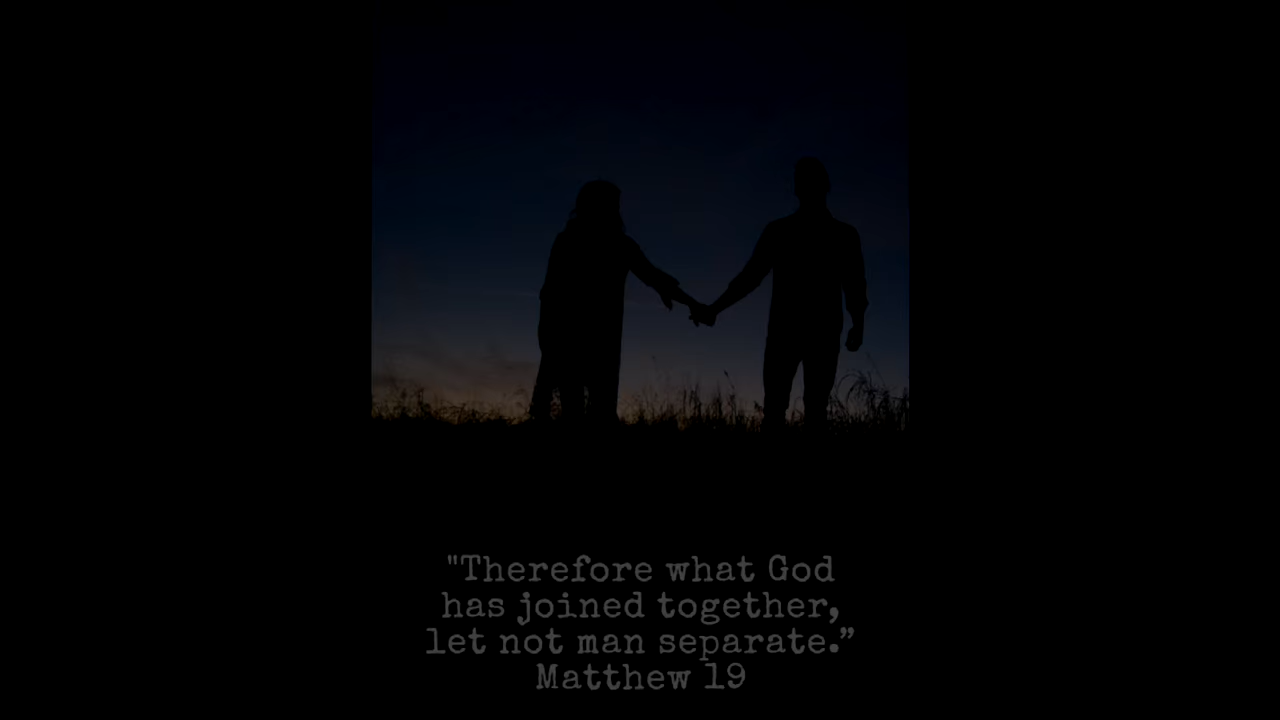 "Therefore what God
has joined together,
let not man separate.”
Matthew 19